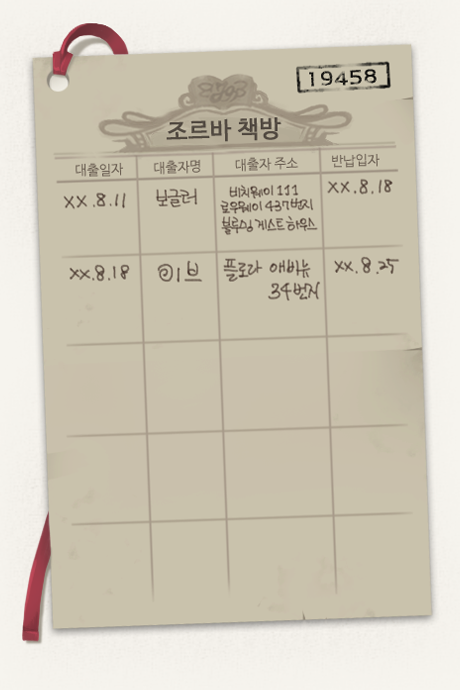 19458
조르바 책방
대출일자 대출자명 대출자 주소 반납일자
XX.8.11 보글러 비치웨이 111 XX.8.18
로우웨이 437번지
블루싱 게스트하우스
XX.8.18 이브 플로라 애비뉴 XX.8.25
34번지